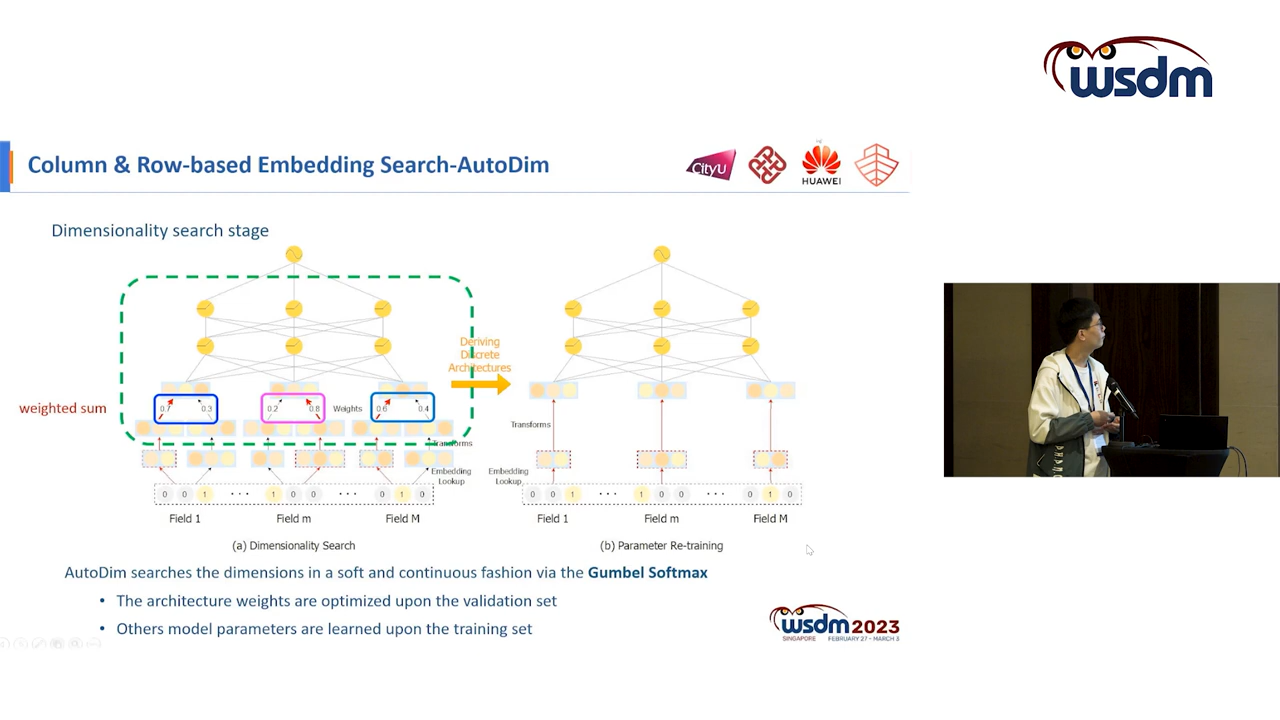 wsdm
Column & Row-based Embedding Search-AutoDim
CityU
HUAWEI
Dimensionality search stage
Deriving
Discrete
Architectures
weighted sum
0.7 0.3 0.2 0.8 Weights 0.6 0.4
Transforms
Transforms
Embedding
Lookup
Embedding
Lookup
0 0 1 · · · 1 0 0 · · · 0 1 0
0 0 1 · · · 1 0 0 · · · 0 1 0
Field 1 Field m Field M
Field 1 Field m Field M
(a) Dimensionality Search
(b) Parameter Re-training
AutoDim searches the dimensions in a soft and continuous fashion via the Gumbel Softmax
• The architecture weights are optimized upon the validation set
• Others model parameters are learned upon the training set
wsdm 2023
SINGAPORE FEBRUARY 27 - MARCH 3